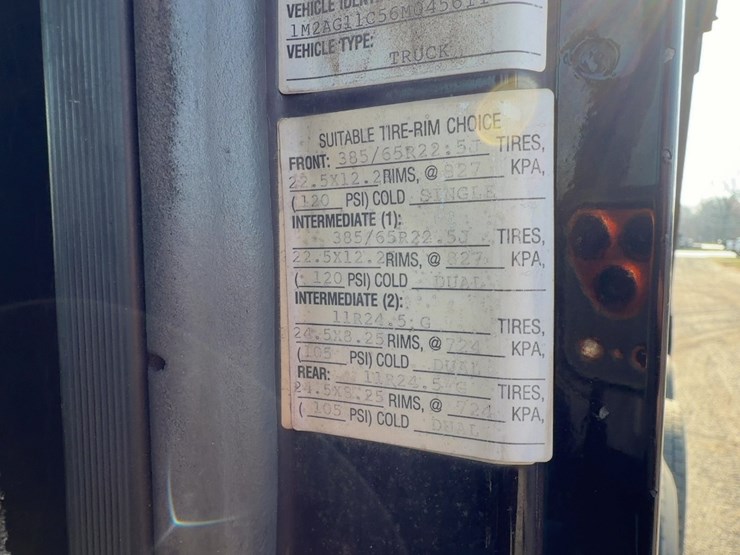 VEHICLE
1M2AG11C56M045611
VEHICLE TYPE:
TRUCK
SUITABLE TIRE-RIM CHOICE
FRONT: 385/65R22.5J TIRES,
22.5X12.2 RIMS, @ 827 KPA,
( 120 PSI) COLD SINGLE
INTERMEDIATE (1):
385/65R22.5J TIRES,
22.5X12.2 RIMS, @ 827 KPA,
( 120 PSI) COLD DUAL
INTERMEDIATE (2):
11R24.5 G TIRES,
24.5X8.25 RIMS, @ 724 KPA,
( 105 PSI) COLD DUAL
REAR: 11R24.5 G TIRES,
24.5X8.25 RIMS, @ 724 KPA,
( 105 PSI) COLD DUAL